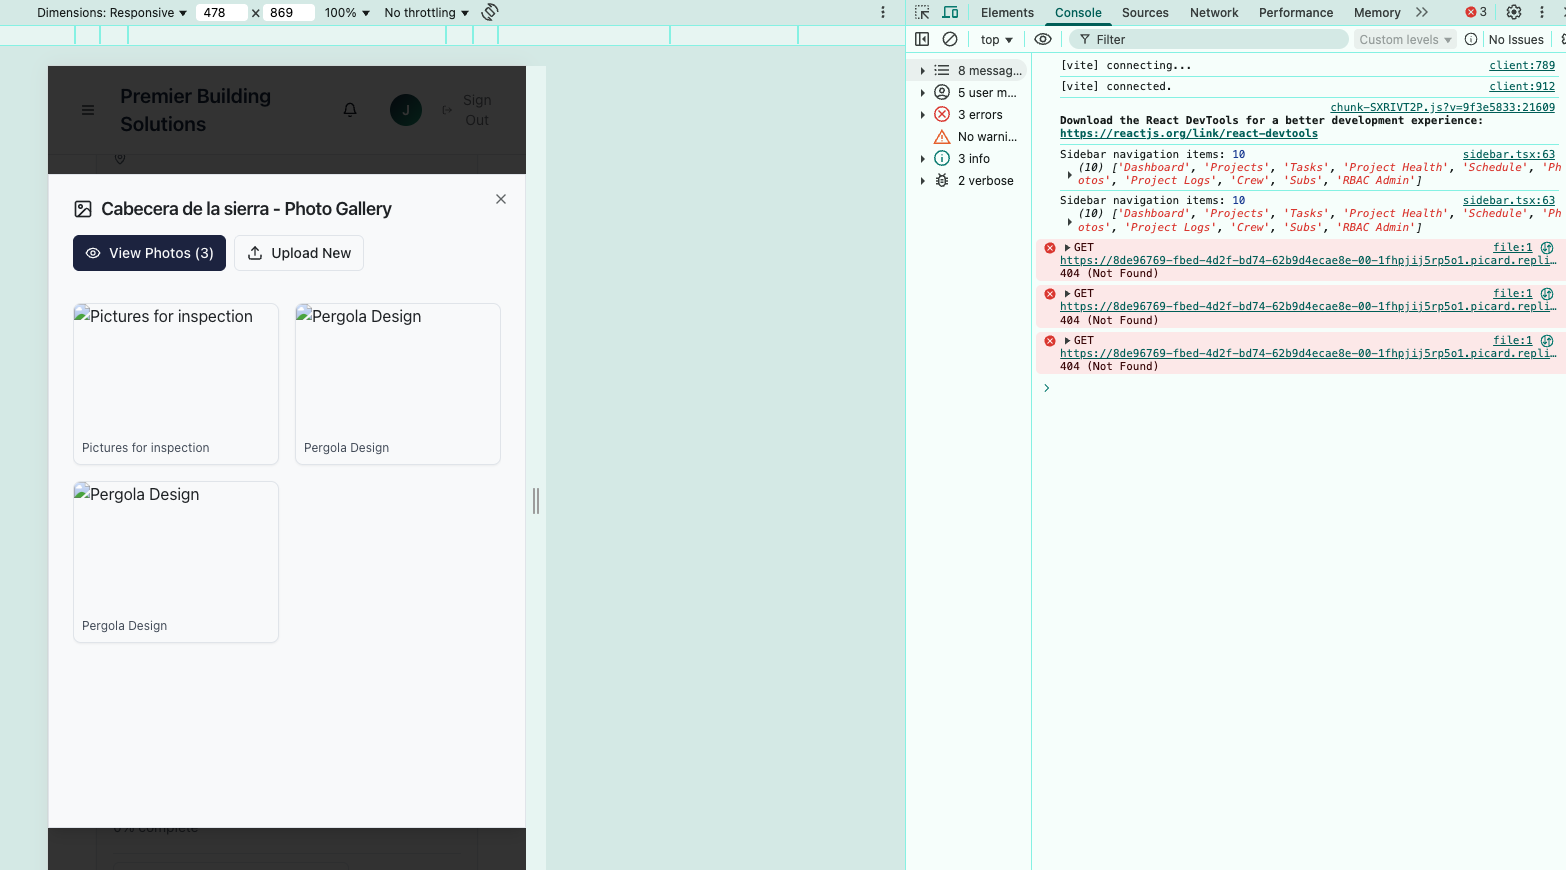 Dimensions: Responsive ▼ 478 × 869 100% ▼ No throttling ▼
Elements Console Sources Network Performance Memory 3
top ▼ Filter Custom levels ▼ No Issues
Premier Building
Solutions
J
Sign
Out
Cabecera de la sierra - Photo Gallery
View Photos (3) Upload New
Pictures for inspection
Pergola Design
Pictures for inspection
Pergola Design
Pergola Design
Pergola Design
0% Complete
8 messag...
5 user m...
3 errors
No warni...
3 info
2 verbose
[vite] connecting... client:789
[vite] connected. client:912
chunk-SXRIVT2P.js?v=9f3e5833:21609
Download the React DevTools for a better development experience:
https://reactjs.org/link/react-devtools
Sidebar navigation items: 10 sidebar.tsx:63
(10) ['Dashboard', 'Projects', 'Tasks', 'Project Health', 'Schedule', 'Ph
otos', 'Project Logs', 'Crew', 'Subs', 'RBAC Admin']
Sidebar navigation items: 10 sidebar.tsx:63
(10) ['Dashboard', 'Projects', 'Tasks', 'Project Health', 'Schedule', 'Ph
otos', 'Project Logs', 'Crew', 'Subs', 'RBAC Admin']
GET file:1
https://8de96769-fbed-4d2f-bd74-62b9d4ecae8e-00-1fhpjij5rp5o1.picard.repli…
404 (Not Found)
GET file:1
https://8de96769-fbed-4d2f-bd74-62b9d4ecae8e-00-1fhpjij5rp5o1.picard.repli…
404 (Not Found)
GET file:1
https://8de96769-fbed-4d2f-bd74-62b9d4ecae8e-00-1fhpjij5rp5o1.picard.repli…
404 (Not Found)